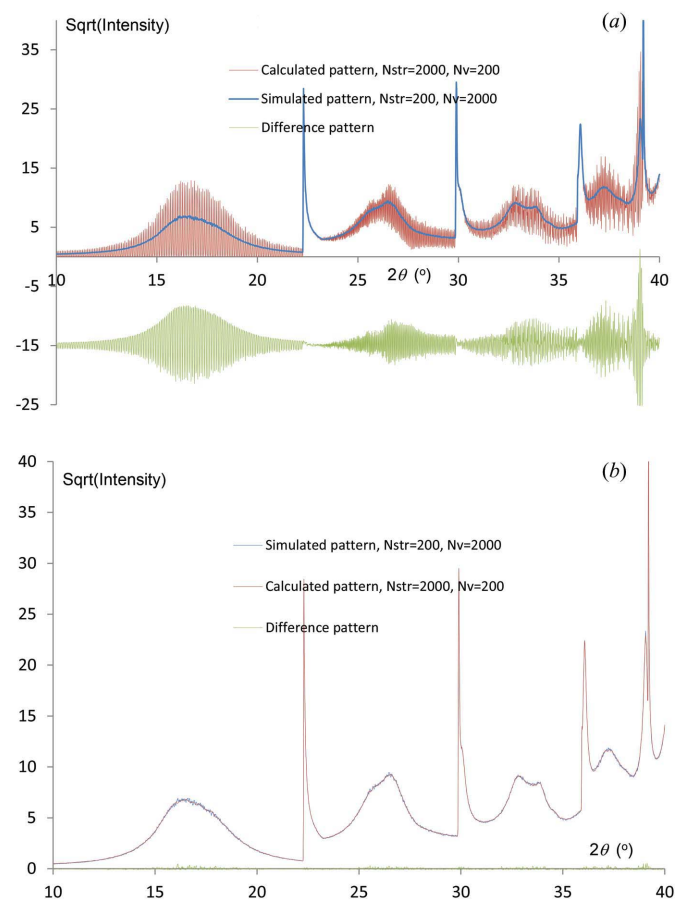 Sqrt(Intensity)
(a)
35
Calculated pattern, Nstr=2000, Nv=200
Simulated pattern, Nstr=200, Nv=2000
25
Difference pattern
15
5
10 15 20 25 30 35 40
2θ (°)
-5
-15
-25
40
Sqrt(Intensity)
(b)
35
Simulated pattern, Nstr=200, Nv=2000
30
Calculated pattern, Nstr=2000, Nv=200
25
Difference pattern
20
15
10
5
2θ (°)
0
10 15 20 25 30 35 40